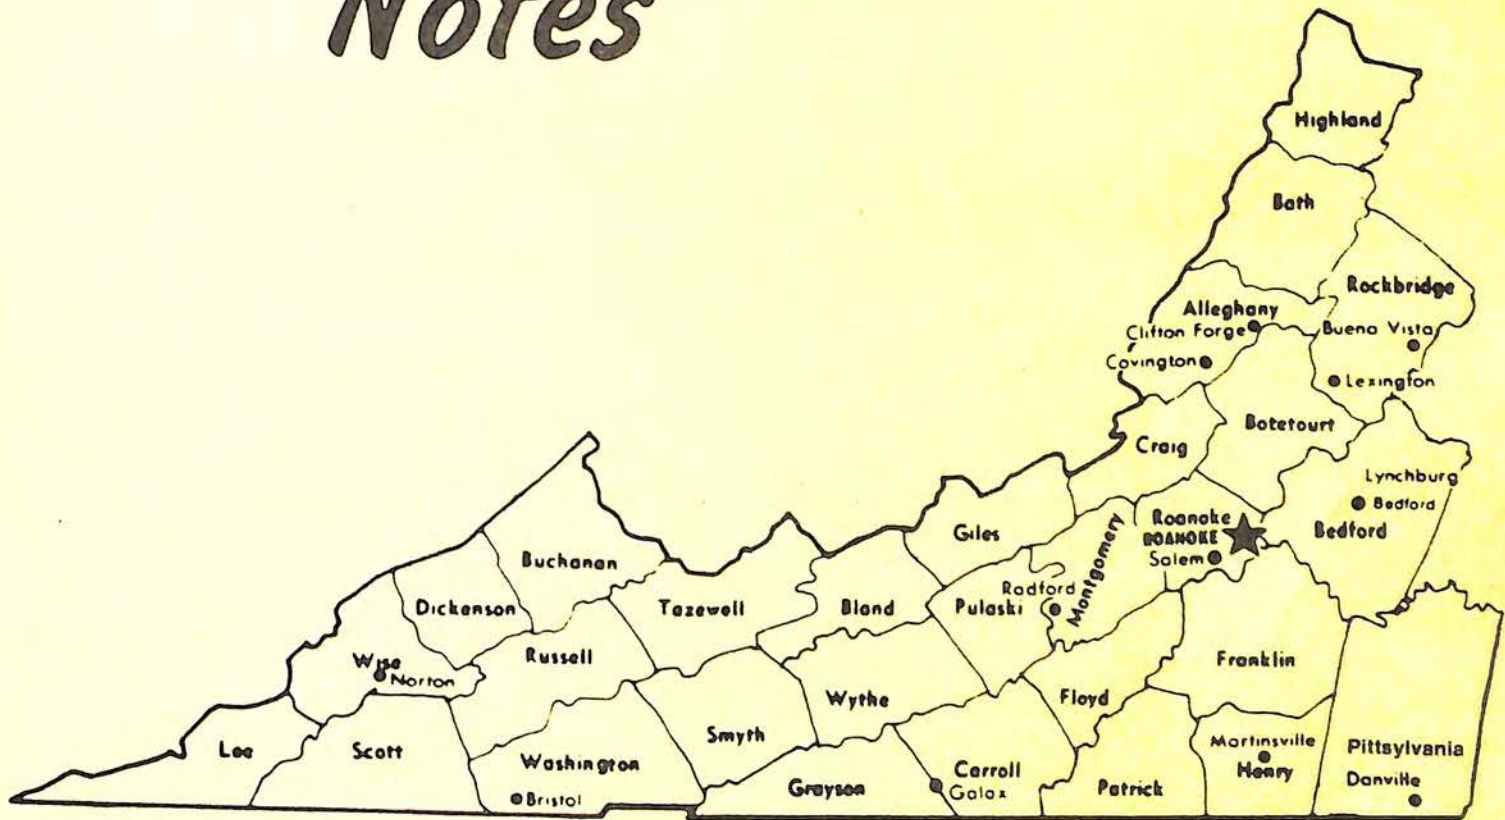 Notes
Highland
Bath
Rockbridge
Alleghany
Clifton Forge
Buena Vista
Covington
Lexington
Botetourt
Craig
Lynchburg
Bedford
Bedford
Roanoke
ROANOKE
Salem
Giles
Montgomery
Radford
Pulaski
Buchanan
Dickenson
Tazewell
Bland
Russell
Wise
Norton
Franklin
Floyd
Wythe
Smyth
Lee
Scott
Washington
Bristol
Grayson
Carroll
Galax
Patrick
Martinsville
Henry
Pittsylvania
Danville